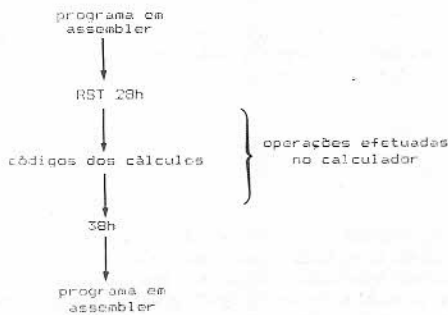 programa em
assembler
RST 28h
códigos dos cálculos
operações efetuadas
no calculador
38h
programa em
assembler